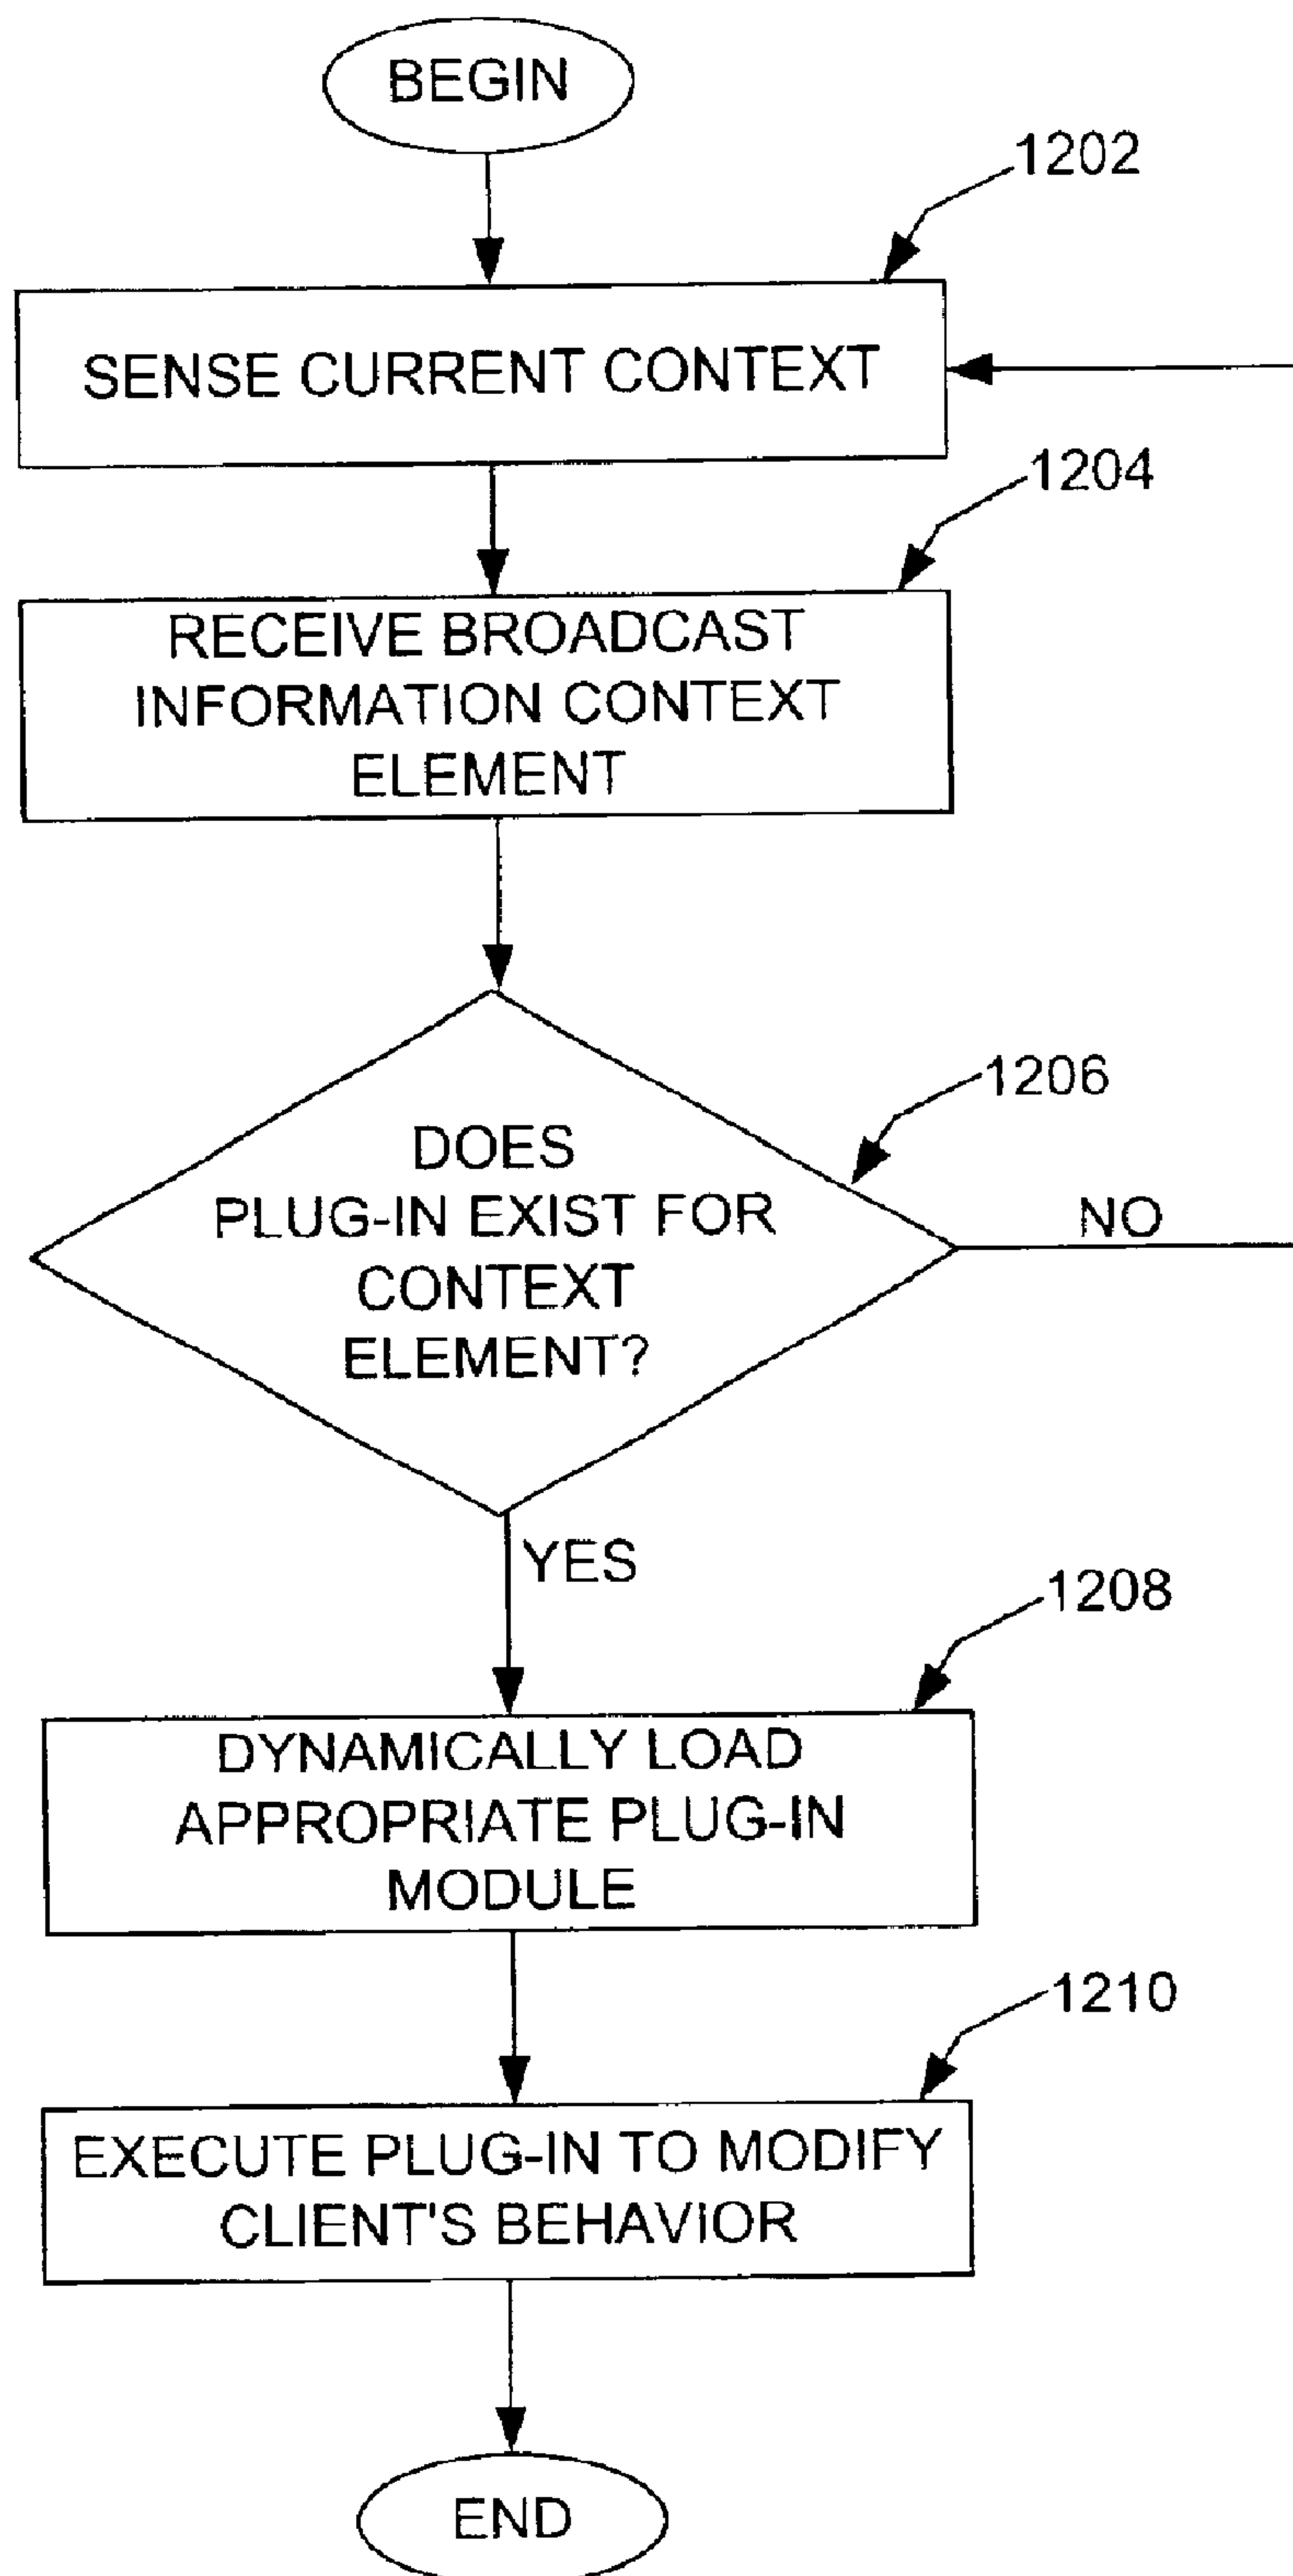 BEGIN
1202
SENSE CURRENT CONTEXT
1204
RECEIVE BROADCAST
INFORMATION CONTEXT
ELEMENT
1206
DOES
PLUG-IN EXIST FOR
CONTEXT
ELEMENT?
NO
YES
1208
DYNAMICALLY LOAD
APPROPRIATE PLUG-IN
MODULE
1210
EXECUTE PLUG-IN TO MODIFY
CLIENT'S BEHAVIOR
END